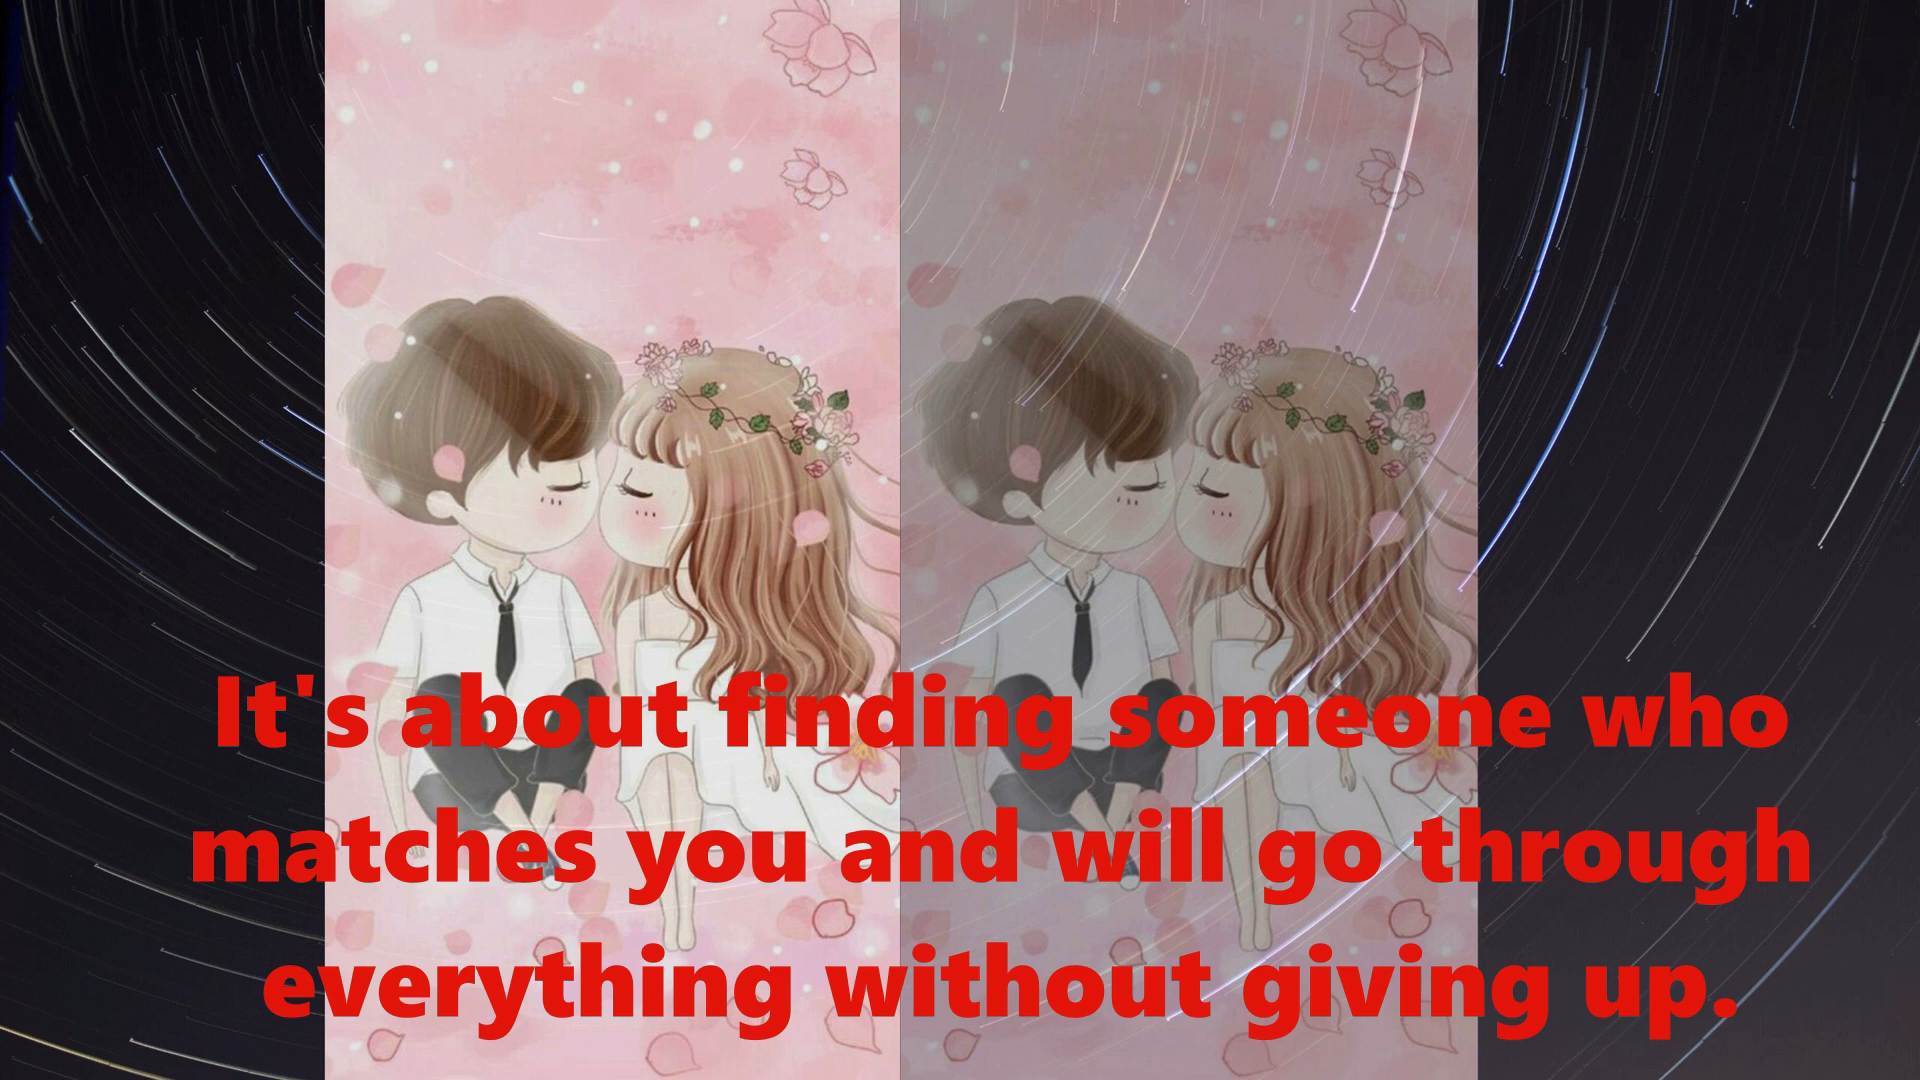 It's about finding someone who
matches you and will go through
everything without giving up.